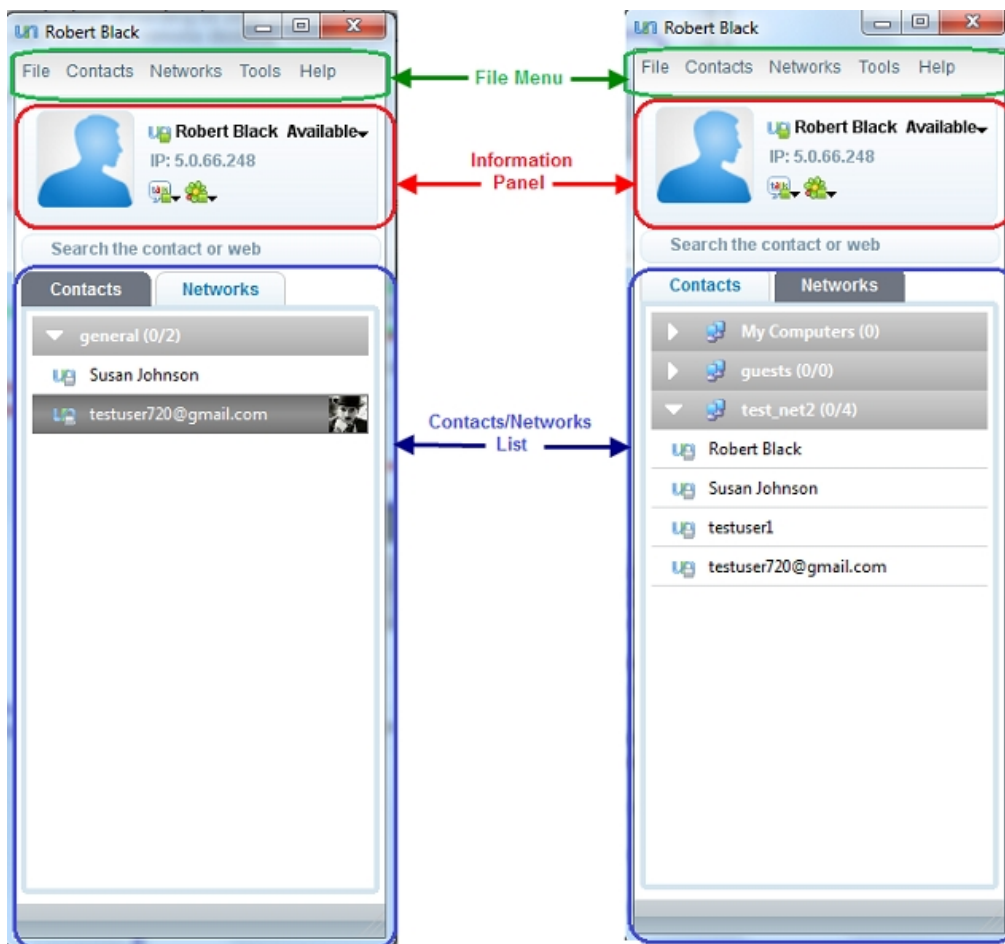 Robert Black
File Contacts Networks Tools Help
Robert Black Available
IP: 5.0.66.248
Search the contact or web
Contacts Networks
general (0/2)
Susan Johnson
testuser720@gmail.com
File Menu
Information
Panel
Contacts/Networks
List
Robert Black
File Contacts Networks Tools Help
Robert Black Available
IP: 5.0.66.248
Search the contact or web
Contacts Networks
My Computers (0)
guests (0/0)
test_net2 (0/4)
Robert Black
Susan Johnson
testuser1
testuser720@gmail.com